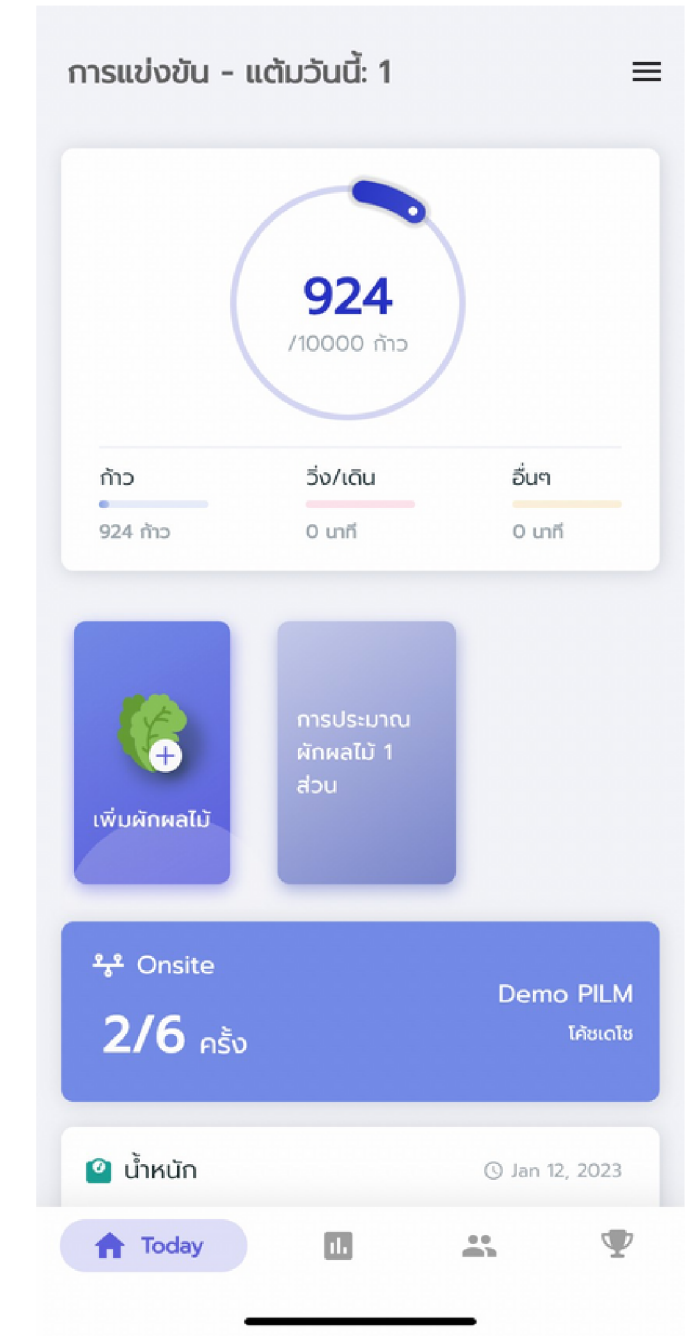 การแข่งขัน - แต้มวันนี้: 1
924
/10000 ก้าว
ก้าว
วิ่ง/เดิน
อื่นๆ
924 ก้าว
0 นาที
0 นาที
เพิ่มผักผลไม้
การประมาณ
ผักผลไม้ 1
ส่วน
Onsite
2/6 ครั้ง
Demo PILM
โค้ชเดโช
น้ำหนัก
Jan 12, 2023
Today